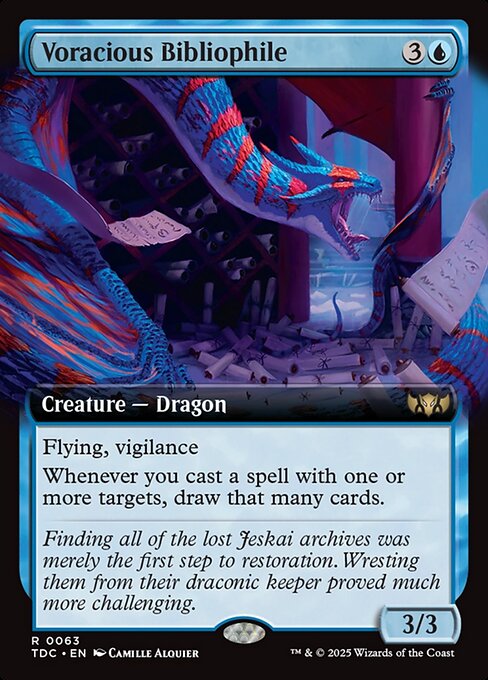 Voracious Bibliophile 3
Creature — Dragon
Flying, vigilance
Whenever you cast a spell with one or
more targets, draw that many cards.
Finding all of the lost Jeskai archives was
merely the first step to restoration. Wresting
them from their draconic keeper proved much
more challenging.
3/3
R 0063
TDC • EN Camille Alquier
™ & © 2025 Wizards of the Coast